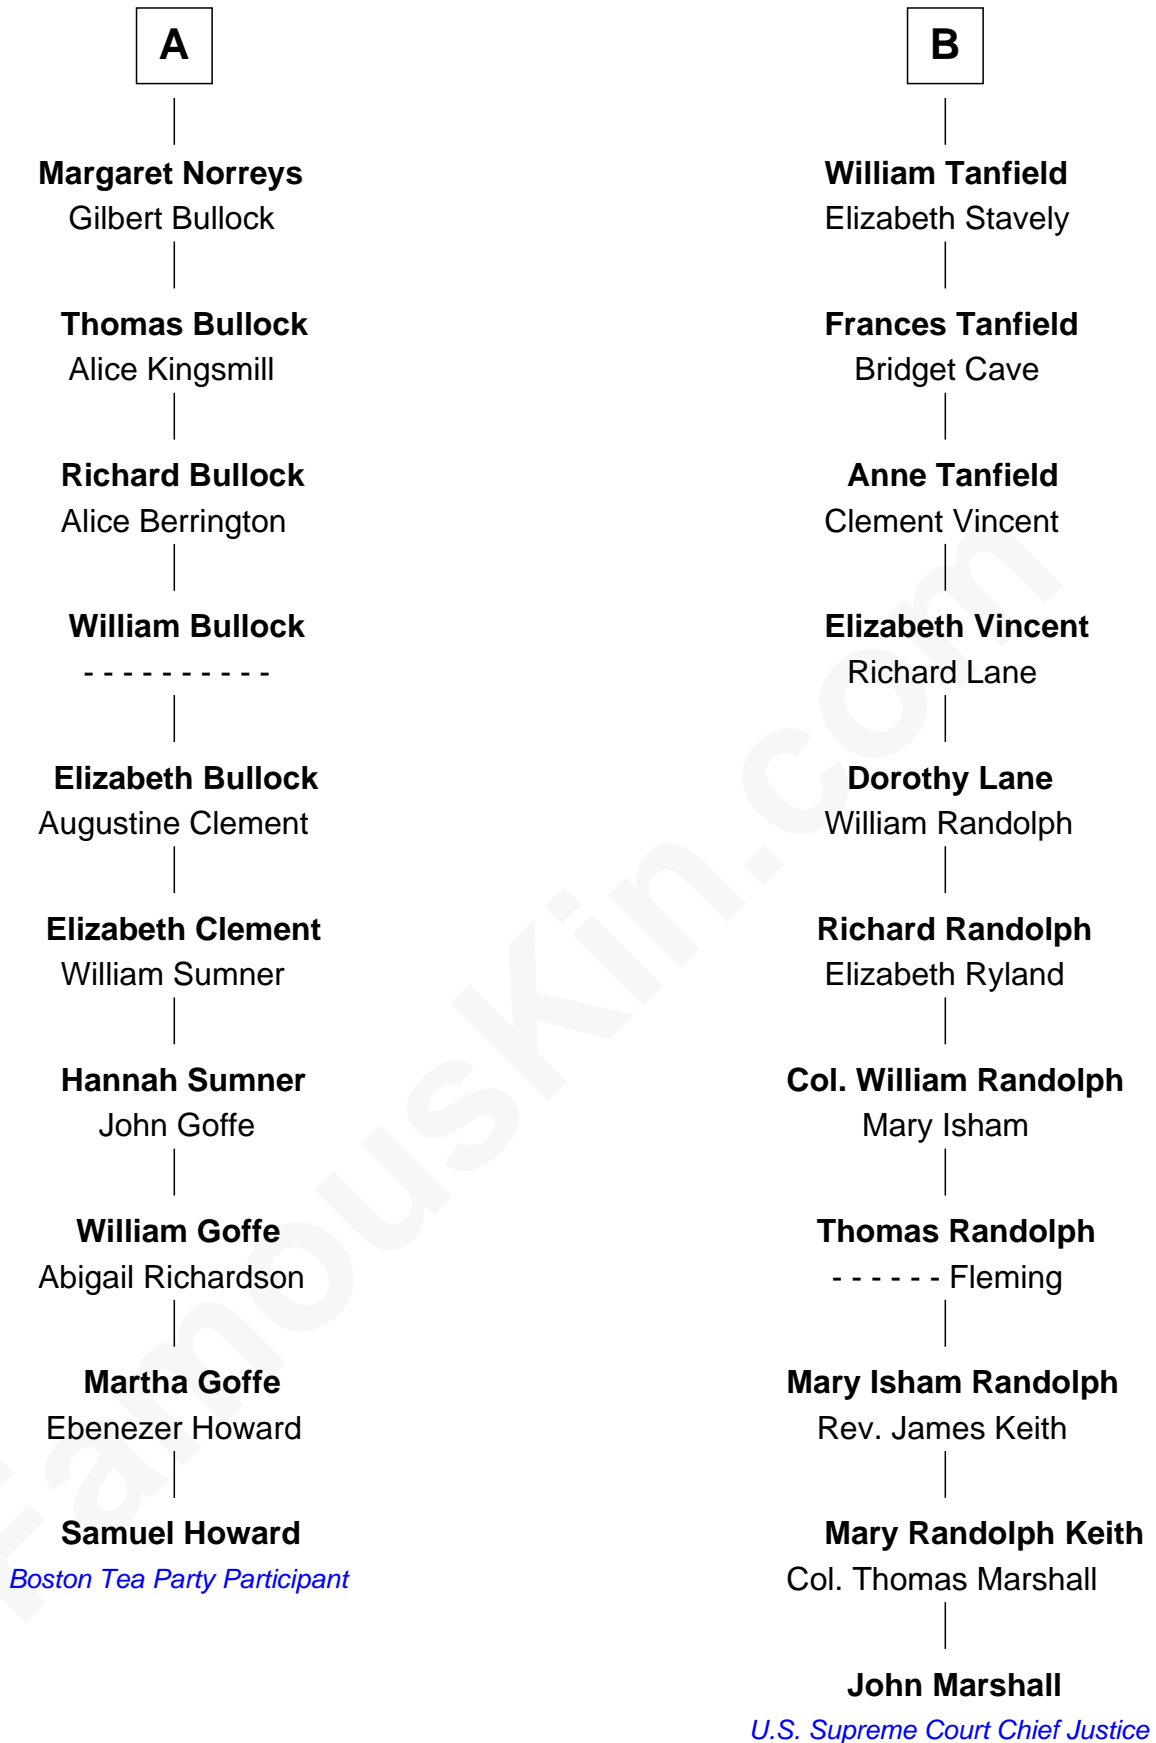 A
Margaret Norreys
Gilbert Bullock
Thomas Bullock
Alice Kingsmill
Richard Bullock
Alice Berrington
William Bullock
- - - - - - - - - -
Elizabeth Bullock
Augustine Clement
Elizabeth Clement
William Sumner
Hannah Sumner
John Goffe
William Goffe
Abigail Richardson
Martha Goffe
Ebenezer Howard
Samuel Howard
Boston Tea Party Participant
B
William Tanfield
Elizabeth Stavely
Frances Tanfield
Bridget Cave
Anne Tanfield
Clement Vincent
Elizabeth Vincent
Richard Lane
Dorothy Lane
William Randolph
Richard Randolph
Elizabeth Ryland
Col. William Randolph
Mary Isham
Thomas Randolph
- - - - - - Fleming
Mary Isham Randolph
Rev. James Keith
Mary Randolph Keith
Col. Thomas Marshall
John Marshall
U.S. Supreme Court Chief Justice
FamousKin.com